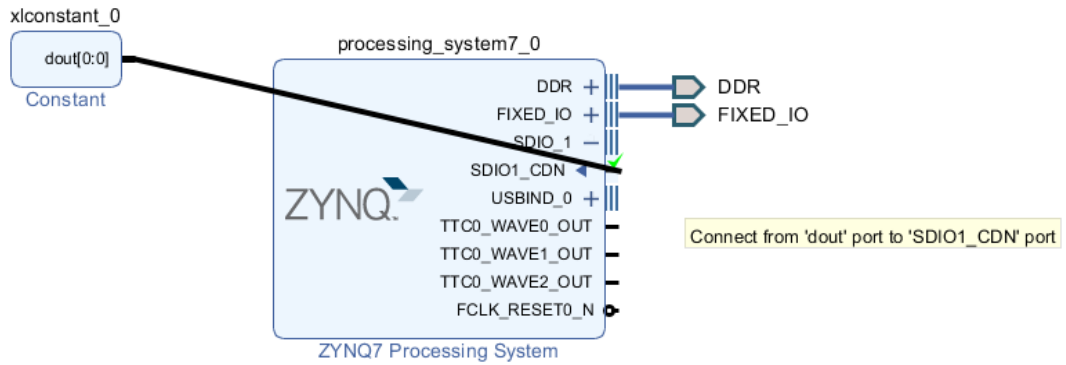 xlconstant_0
dout[0:0]
Constant
processing_system7_0
DDR
FIXED_IO
SDIO_1
SDIO1_CDN
USBIND_0
TTC0_WAVE0_OUT
TTC0_WAVE1_OUT
TTC0_WAVE2_OUT
FCLK_RESET0_N
ZYNQ
ZYNQ7 Processing System
DDR
FIXED_IO
Connect from 'dout' port to 'SDIO1_CDN' port